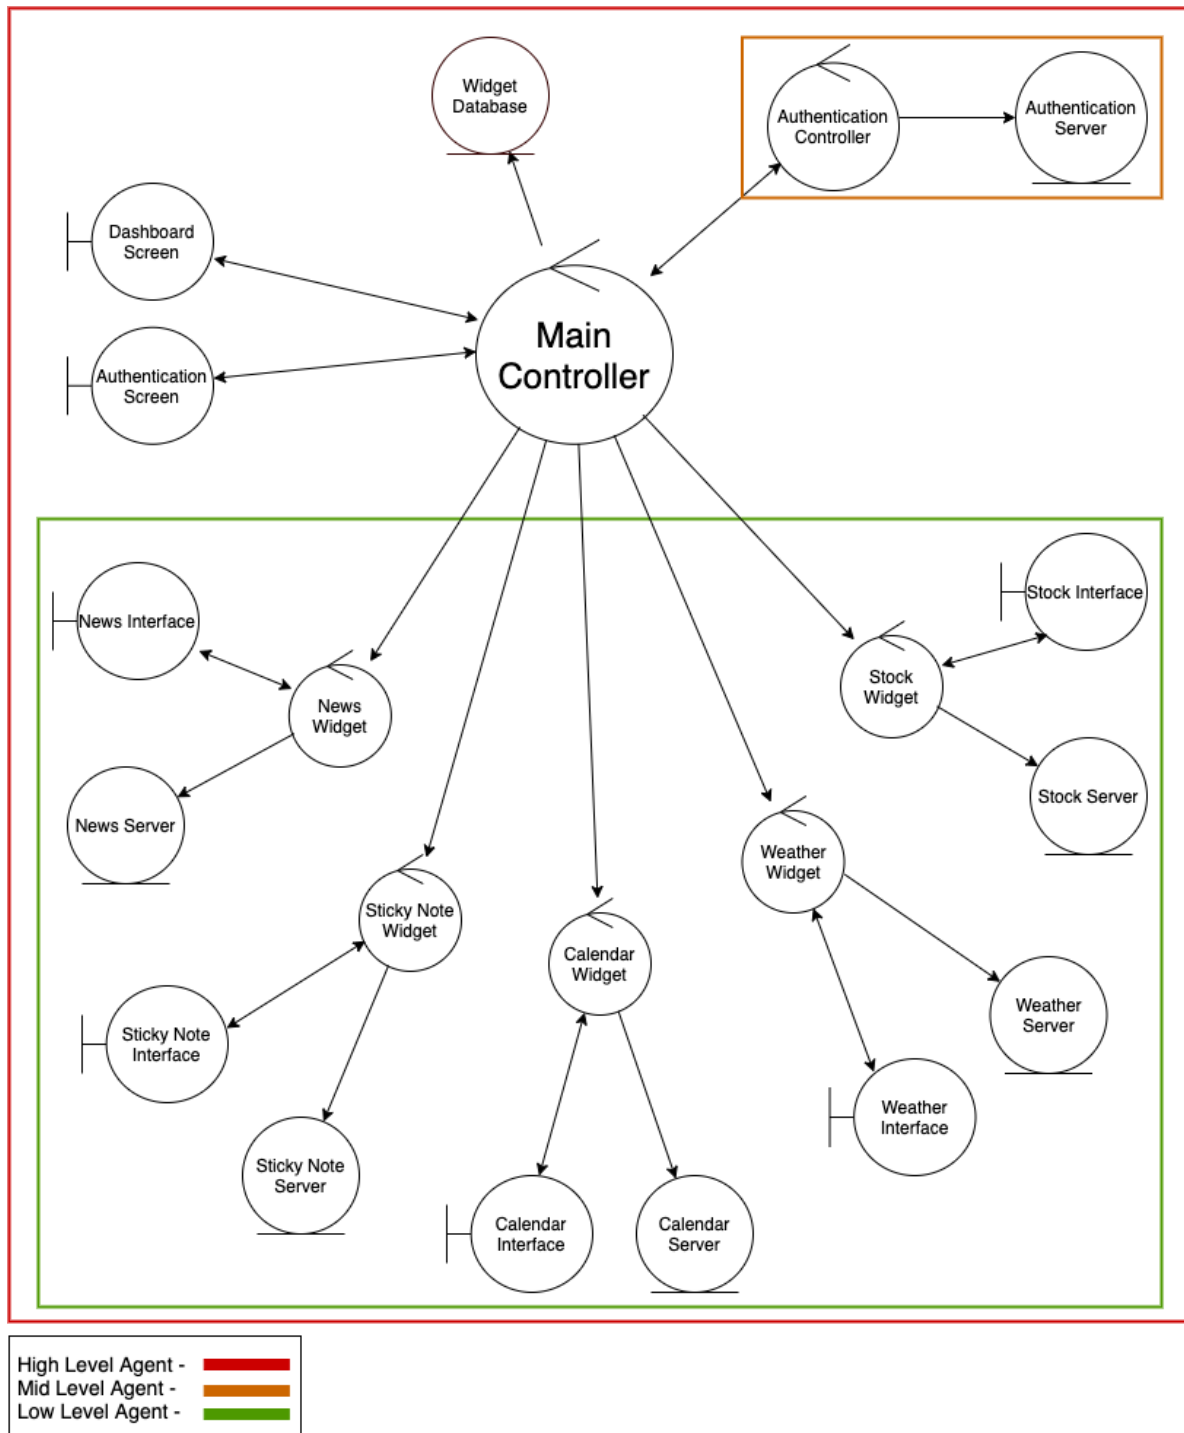 Widget
Database
Authentication
Controller
Authentication
Server
Dashboard
Screen
Authentication
Screen
Main
Controller
News Interface
News
Widget
News Server
Stock Interface
Stock
Widget
Stock Server
Sticky Note
Widget
Sticky Note
Interface
Sticky Note
Server
Calendar
Widget
Calendar
Interface
Calendar
Server
Weather
Widget
Weather
Server
Weather
Interface
High Level Agent -
Mid Level Agent -
Low Level Agent -